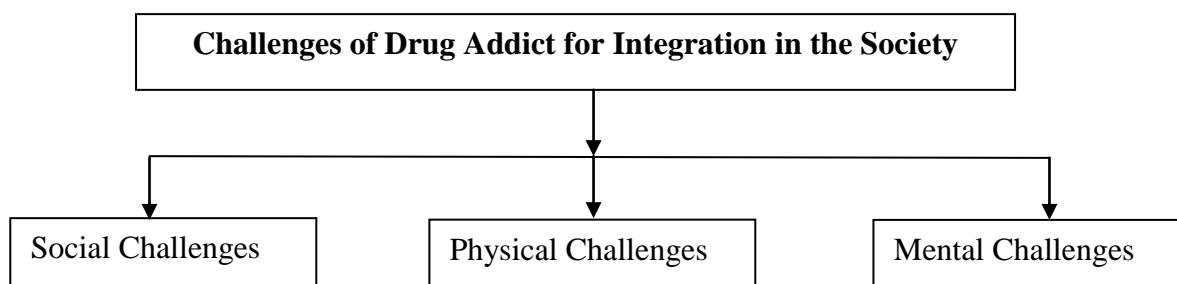 Challenges of Drug Addict for Integration in the Society
Social Challenges
Physical Challenges
Mental Challenges